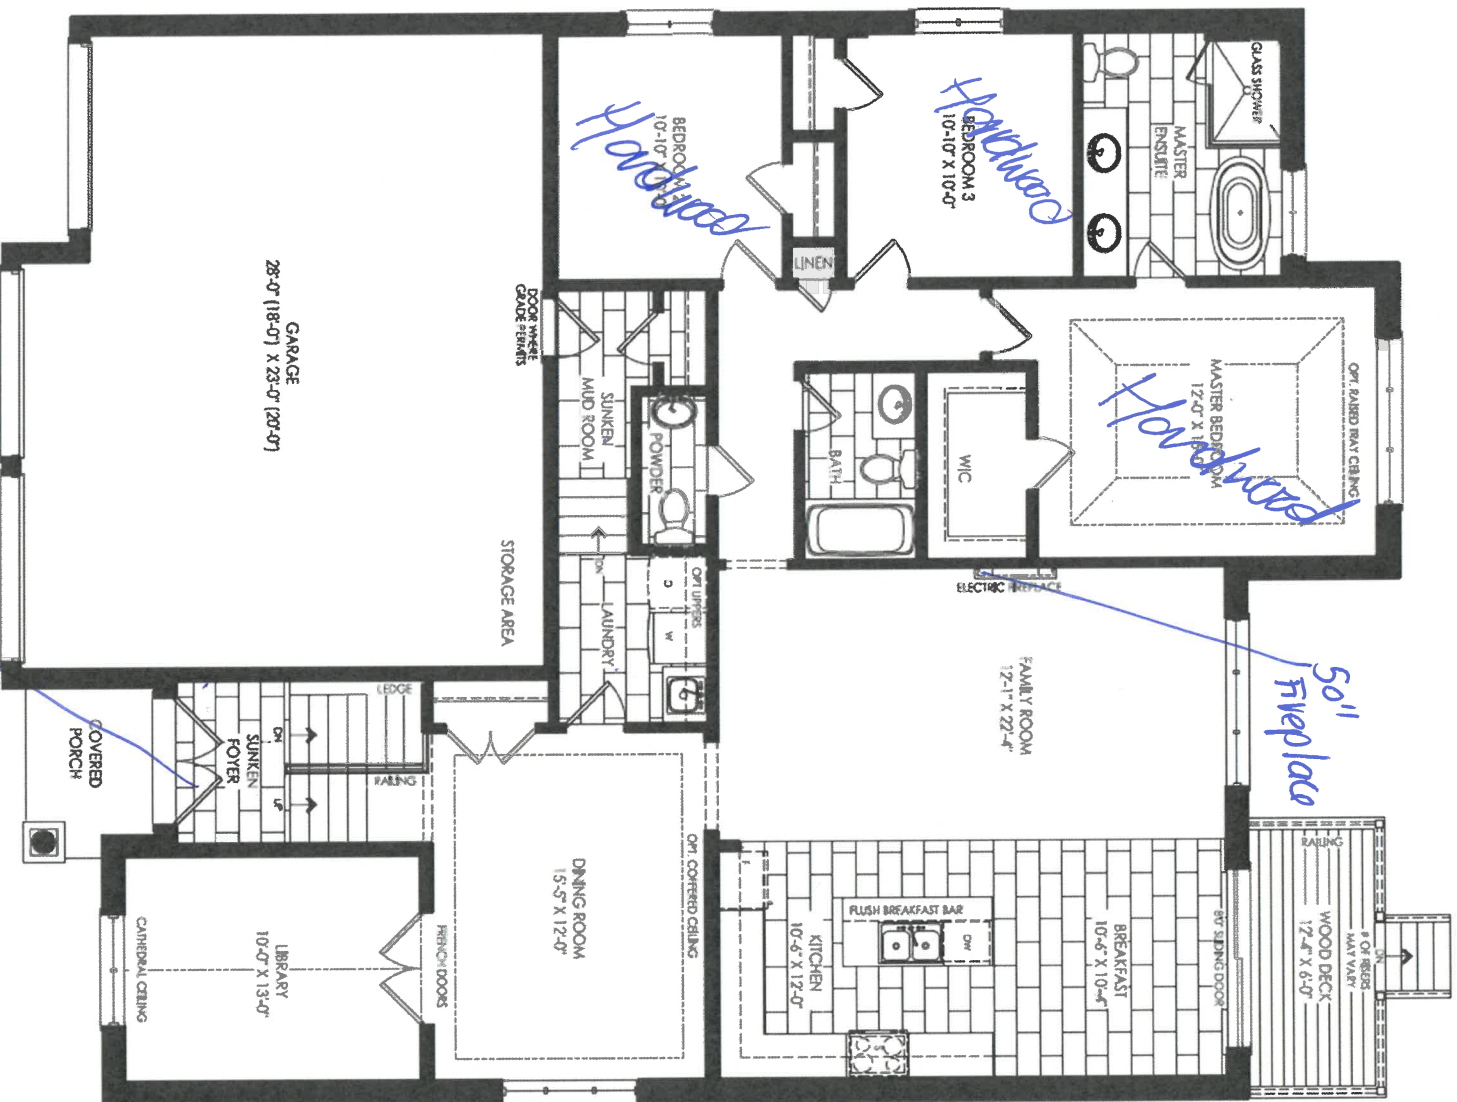 GLASS SHOWER
MASTER
ENSUITE
BEDROOM 3
10'-10" X 10'-0"
Hardwood
BEDROOM
10'-10" X
Hardwood
LINEN
GARAGE
28'-0" (18'-0") X 23'-0" (20'-0")
DOOR WHERE
GRADE PERMITS
SUNKEN
MUD ROOM
POWDER
BATH
WIC
OPT. RAISED TRAY CEILING
MASTER BEDROOM
12'-0" X
Hardwood
STORAGE AREA
DN
OPT UPPERS
D
W
LAUNDRY
ELECTRIC FIREPLACE
50"
Fireplace
FAMILY ROOM
12'-1" X 22'-4"
LEDGE
RAILING
DN
UP
SUNKEN
FOYER
COVERED
PORCH
OPT. COFFERED CEILING
DINING ROOM
15'-5" X 12'-0"
FRENCH DOORS
LIBRARY
10'-0" X 13'-0"
CATHEDRAL CEILING
F
FLUSH BREAKFAST BAR
DW
KITCHEN
10'-6" X 12'-0"
BREAKFAST
10'-6" X 10'-4"
8'0" SLIDING DOOR
RAILING
WOOD DECK
12'-4" X 6'-0"
# OF RISERS
MAY VARY
DN